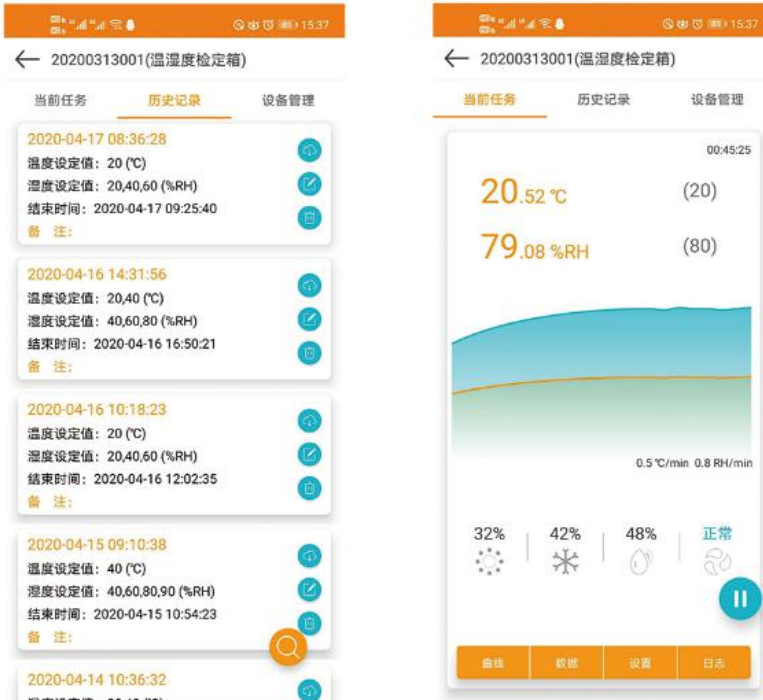 15:37
20200313001(温湿度检定箱)
当前任务 历史记录 设备管理
2020-04-17 08:36:28
温度设定值：20 (℃)
湿度设定值：20,40,60 (%RH)
结束时间：2020-04-17 09:25:40
备 注：
2020-04-16 14:31:56
温度设定值：20,40 (℃)
湿度设定值：40,60,80 (%RH)
结束时间：2020-04-16 16:50:21
备 注：
2020-04-16 10:18:23
温度设定值：20 (℃)
湿度设定值：20,40,60 (%RH)
结束时间：2020-04-16 12:02:35
备 注：
2020-04-15 09:10:38
温度设定值：40 (℃)
湿度设定值：40,60,80,90 (%RH)
结束时间：2020-04-15 10:54:23
备 注：
2020-04-14 10:36:32
15:37
20200313001(温湿度检定箱)
当前任务 历史记录 设备管理
00:45:25
20.52 ℃ (20)
79.08 %RH (80)
0.5 ℃/min 0.8 RH/min
32% 42% 48% 正常
曲线 数据 设置 日志